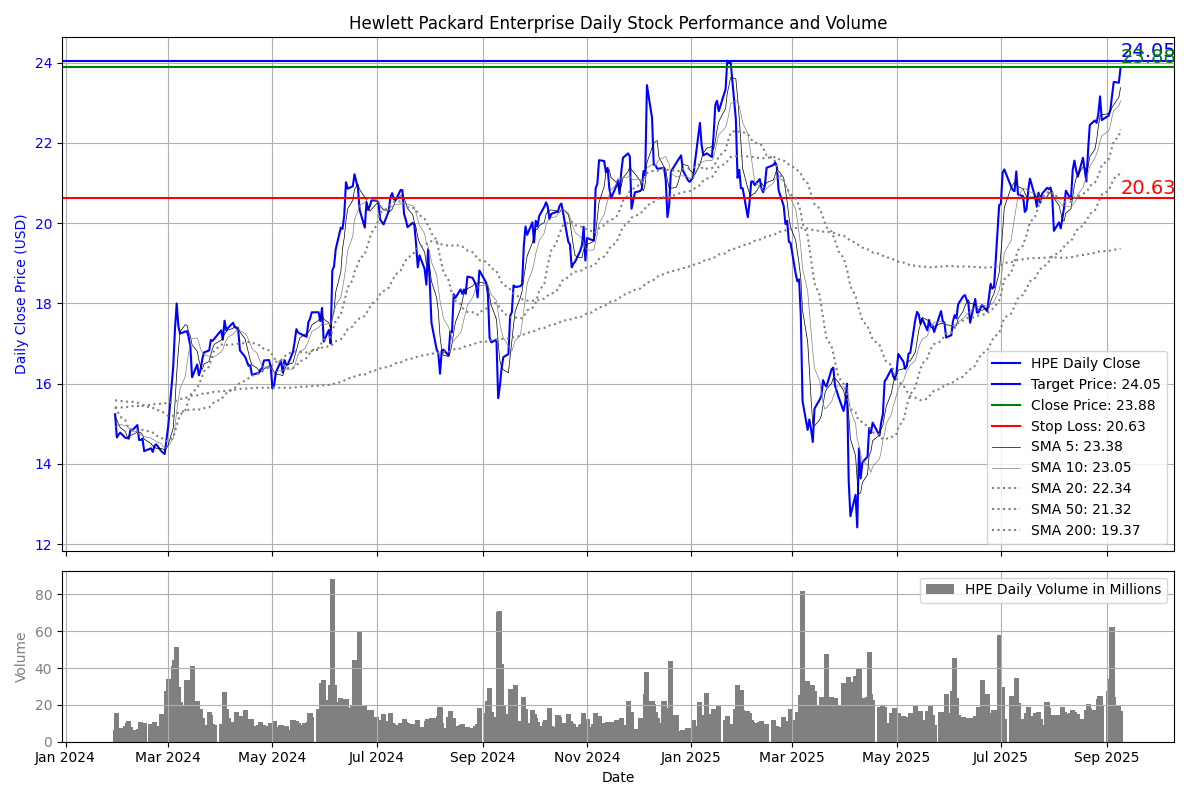 Hewlett Packard Enterprise Daily Stock Performance and Volume
24.05
23.88
20.63
Daily Close Price (USD)
24
22
20
18
16
14
12
HPE Daily Close
Target Price: 24.05
Close Price: 23.88
Stop Loss: 20.63
SMA 5: 23.38
SMA 10: 23.05
SMA 20: 22.34
SMA 50: 21.32
SMA 200: 19.37
Volume
80
60
40
20
0
HPE Daily Volume in Millions
Jan 2024 Mar 2024 May 2024 Jul 2024 Sep 2024 Nov 2024 Jan 2025 Mar 2025 May 2025 Jul 2025 Sep 2025
Date